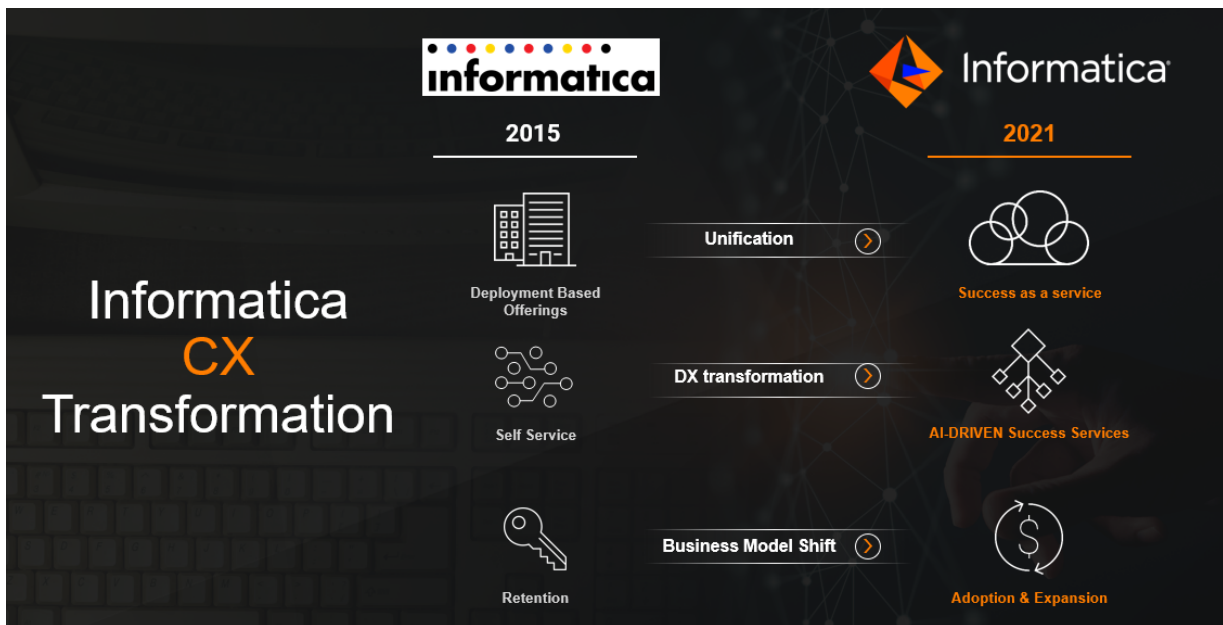 Informatica
CX
Transformation
informatica
2015
Informatica
2021
Deployment Based
Offerings
Unification
Success as a service
Self Service
DX transformation
AI-DRIVEN Success Services
Retention
Business Model Shift
$
Adoption & Expansion